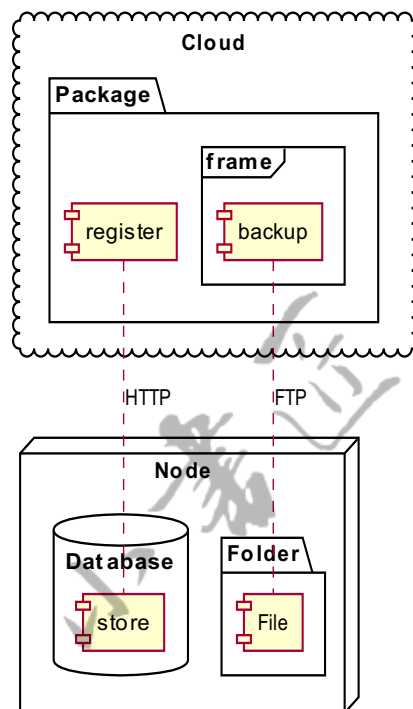 Cloud
Package
frame
register
backup
HTTP
FTP
Node
Database
Folder
store
File